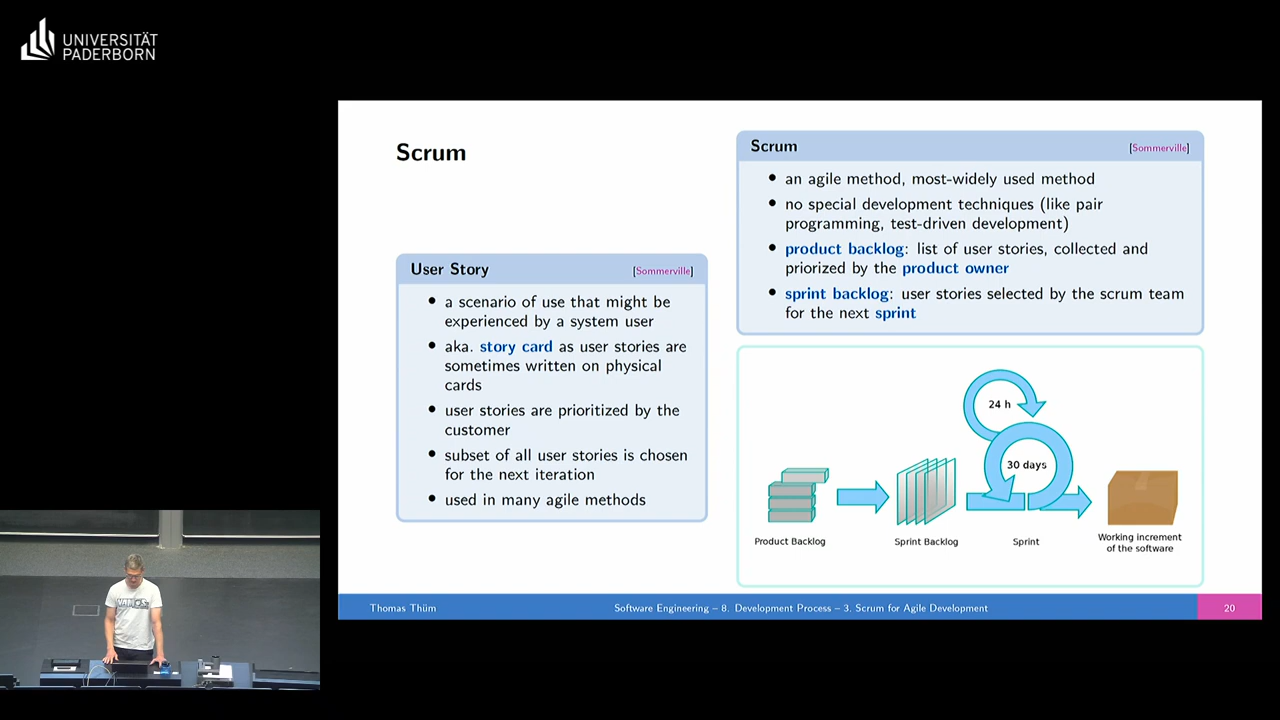 UNIVERSITÄT
PADERBORN
Scrum
User Story [Sommerville]
• a scenario of use that might be
experienced by a system user
• aka. story card as user stories are
sometimes written on physical
cards
• user stories are prioritized by the
customer
• subset of all user stories is chosen
for the next iteration
• used in many agile methods
Scrum [Sommerville]
• an agile method, most-widely used method
• no special development techniques (like pair
programming, test-driven development)
• product backlog: list of user stories, collected and
priorized by the product owner
• sprint backlog: user stories selected by the scrum team
for the next sprint
24 h
30 days
Product Backlog
Sprint Backlog
Sprint
Working increment
of the software
Thomas Thüm
Software Engineering – 8. Development Process – 3. Scrum for Agile Development
20